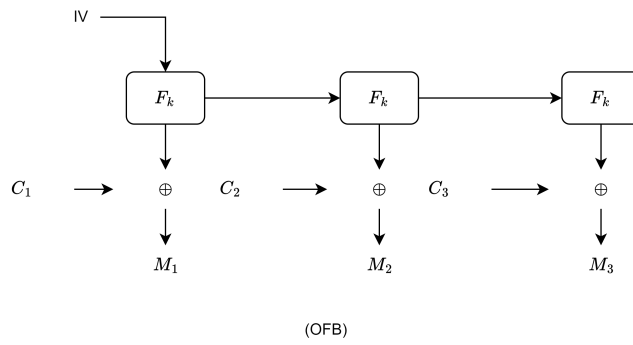 IV
F_k F_k F_k
C_1 ⊕ C_2 ⊕ C_3 ⊕
M_1 M_2 M_3
(OFB)